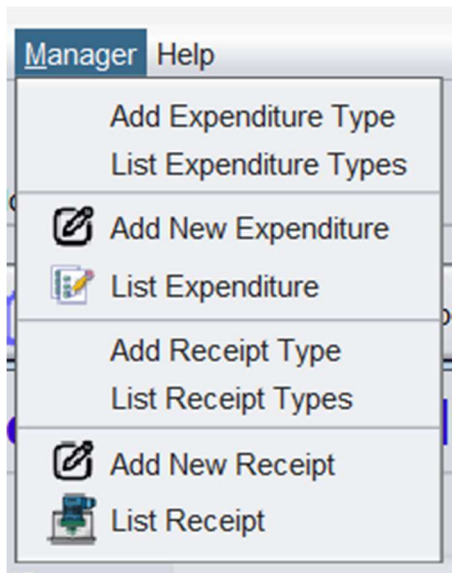 Manager Help
Add Expenditure Type
List Expenditure Types
Add New Expenditure
List Expenditure
Add Receipt Type
List Receipt Types
Add New Receipt
List Receipt